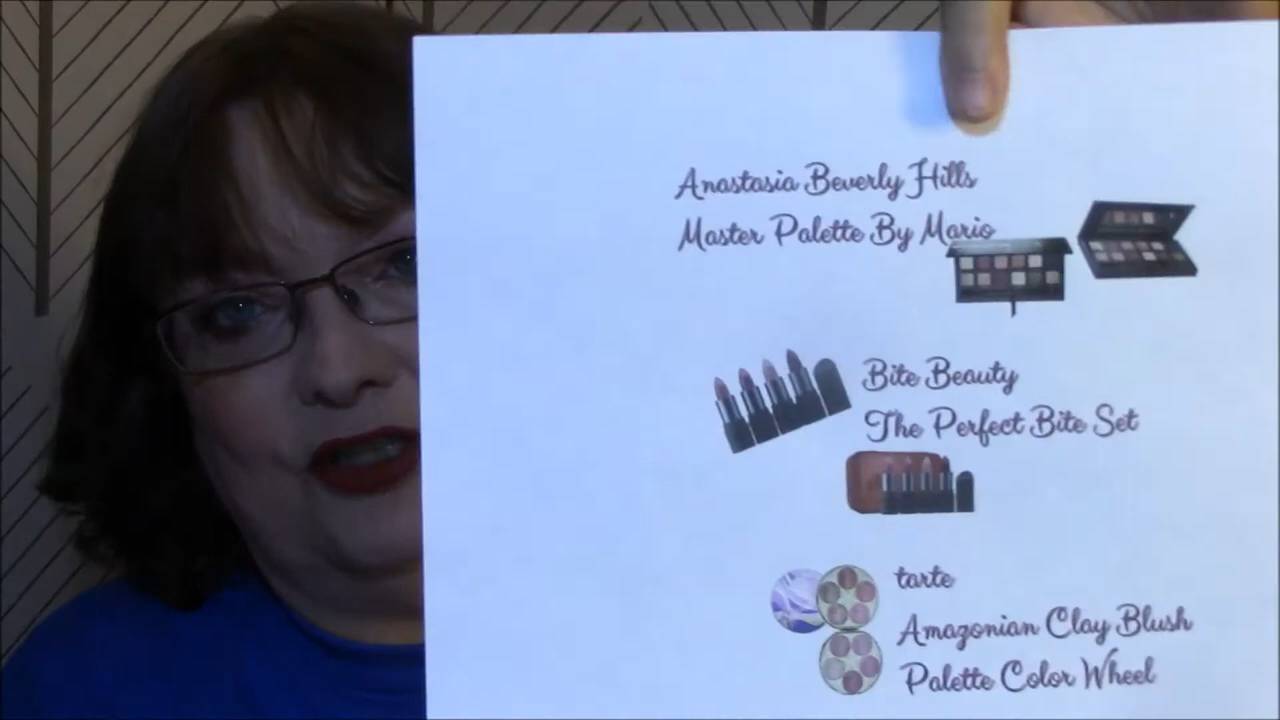 Anastasia Beverly Hills
Master Palette By Mario
Bite Beauty
The Perfect Bite Set
tarte
Amazonian Clay Blush
Palette Color Wheel